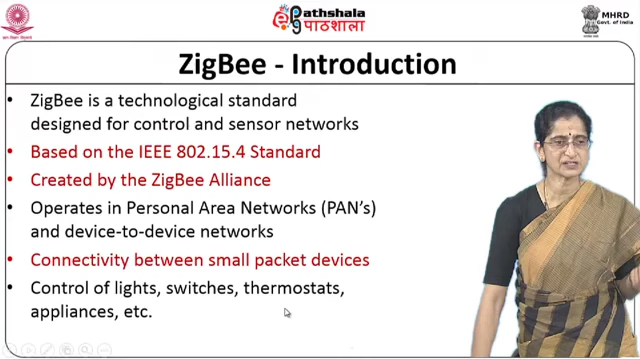 Pathshala
पाठशाला
MHRD
Govt. of India
ZigBee - Introduction
• ZigBee is a technological standard
designed for control and sensor networks
• Based on the IEEE 802.15.4 Standard
• Created by the ZigBee Alliance
• Operates in Personal Area Networks (PAN's)
and device-to-device networks
• Connectivity between small packet devices
• Control of lights, switches, thermostats,
appliances, etc.